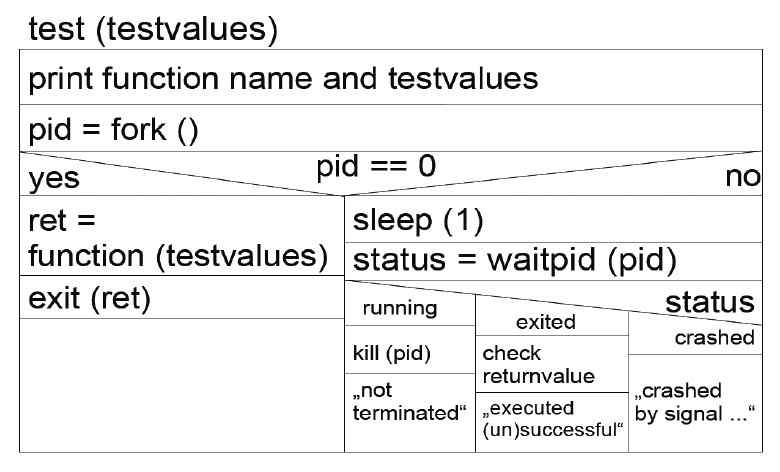 test (testvalues)
print function name and testvalues
pid = fork ()
pid == 0
yes
no
ret =
function (testvalues)
exit (ret)
sleep (1)
status = waitpid (pid)
status
running
kill (pid)
„not
terminated“
exited
check
returnvalue
„executed
(un)successful“
crashed
„crashed
by signal ...“